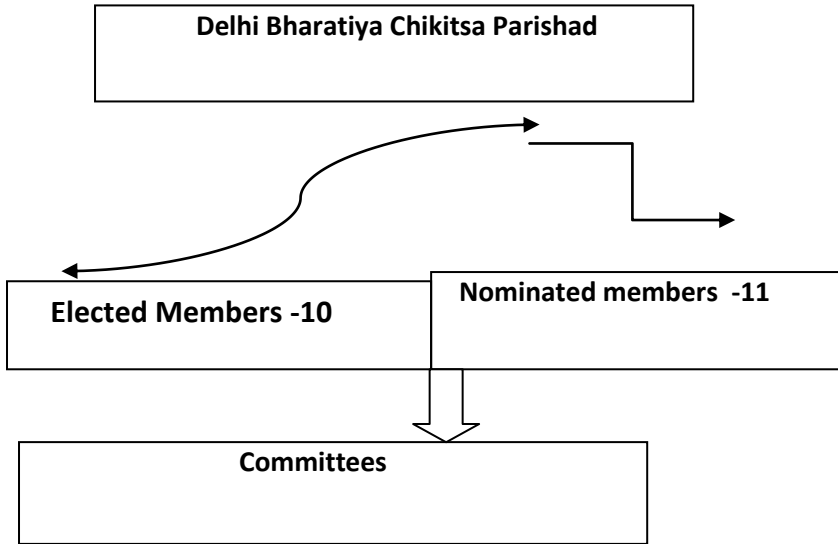 Delhi Bharatiya Chikitsa Parishad
Elected Members -10
Nominated members -11
Committees